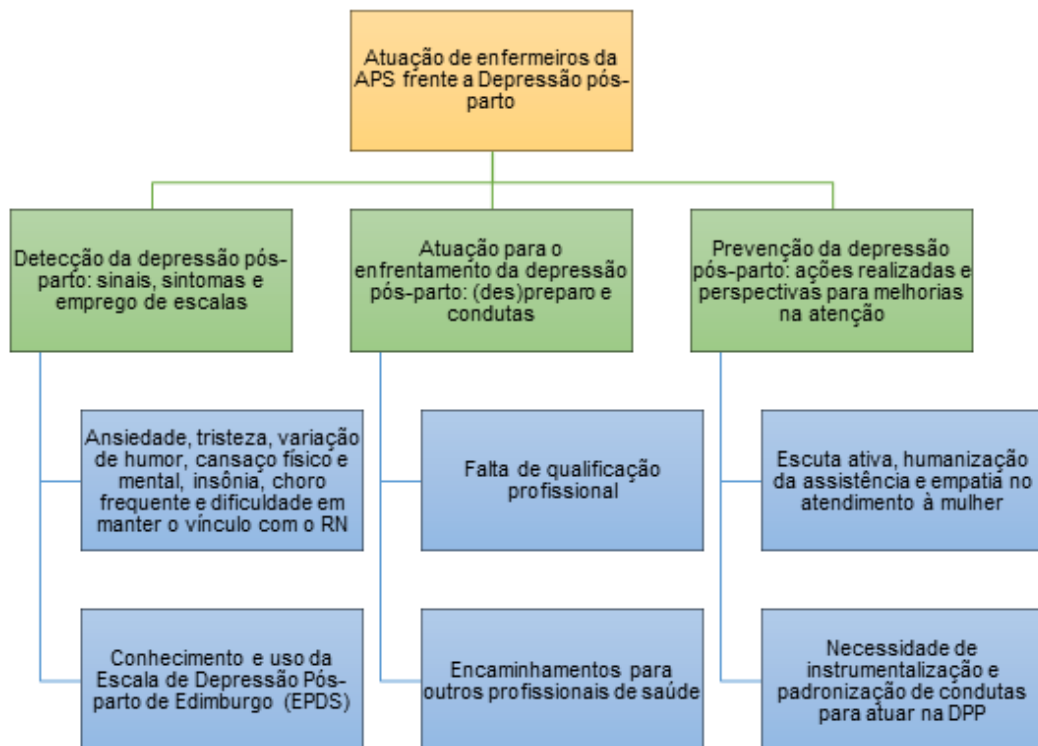 Atuação de enfermeiros da
APS frente a Depressão pós-
parto
Detecção da depressão pós-
parto: sinais, sintomas e
emprego de escalas
Atuação para o
enfrentamento da depressão
pós-parto: (des)preparo e
condutas
Prevenção da depressão
pós-parto: ações realizadas e
perspectivas para melhorias
na atenção
Ansiedade, tristeza, variação
de humor, cansaço físico e
mental, insônia, choro
frequente e dificuldade em
manter o vínculo com o RN
Falta de qualificação
profissional
Escuta ativa, humanização
da assistência e empatia no
atendimento à mulher
Conhecimento e uso da
Escala de Depressão Pós-
parto de Edimburgo (EPDS)
Encaminhamentos para
outros profissionais de saúde
Necessidade de
instrumentalização e
padronização de condutas
para atuar na DPP